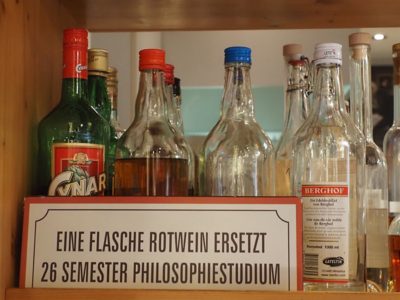 CYNAR
BERGHOF
EINE FLASCHE ROTWEIN ERSETZT
26 SEMESTER PHILOSOPHIESTUDIUM